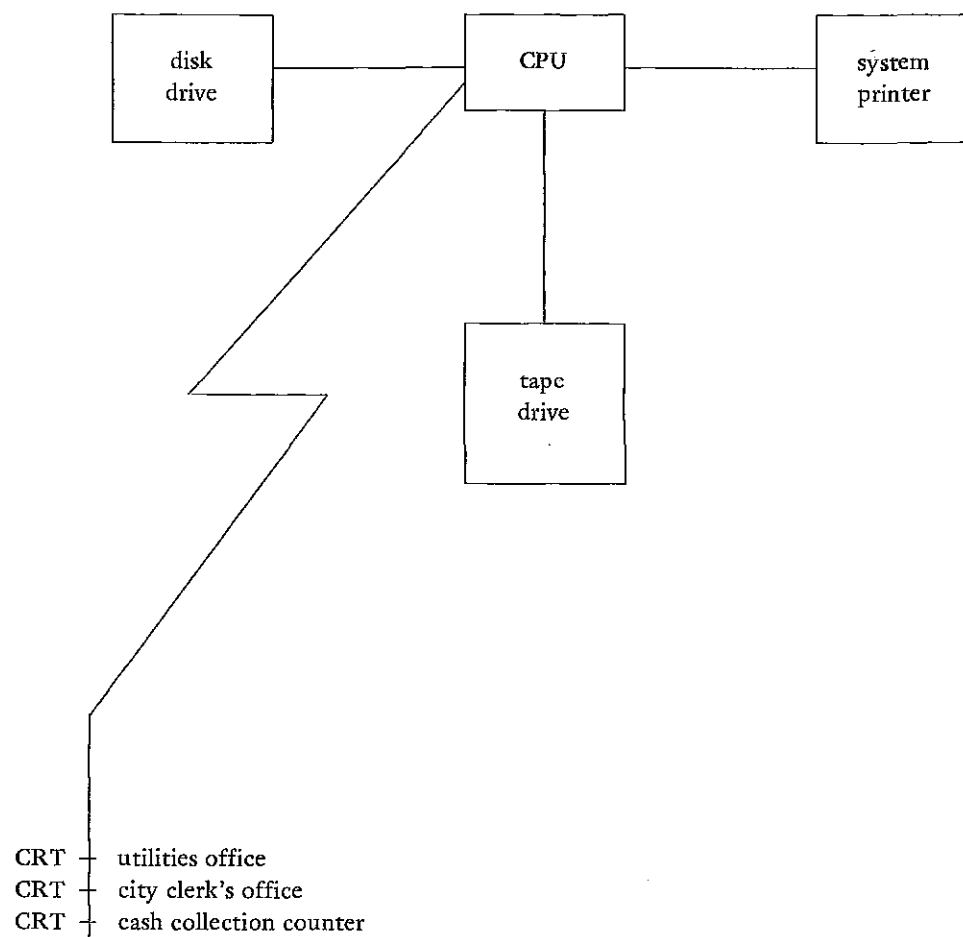 disk
drive
CPU
system
printer
tape
drive
CRT utilities office
CRT city clerk's office
CRT cash collection counter